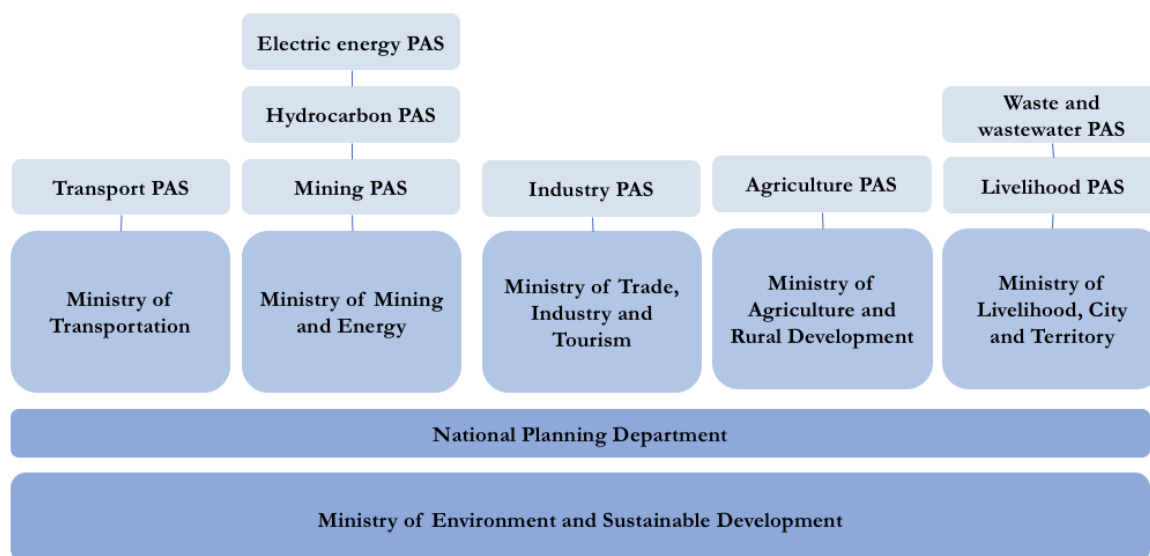 Electric energy PAS
Hydrocarbon PAS
Waste and
wastewater PAS
Transport PAS
Mining PAS
Industry PAS
Agriculture PAS
Livelihood PAS
Ministry of
Transportation
Ministry of Mining
and Energy
Ministry of Trade,
Industry and
Tourism
Ministry of
Agriculture and
Rural Development
Ministry of
Livelihood, City
and Territory
National Planning Department
Ministry of Environment and Sustainable Development